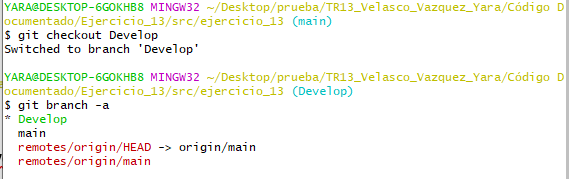 YARA@DESKTOP-6GOKHB8 MINGW32 ~/Desktop/prueba/TR13_Velasco_Vazquez_Yara/Código D
ocumentado/Ejercicio_13/src/ejercicio_13 (main)
$ git checkout Develop
Switched to branch 'Develop'

YARA@DESKTOP-6GOKHB8 MINGW32 ~/Desktop/prueba/TR13_Velasco_Vazquez_Yara/Código D
ocumentado/Ejercicio_13/src/ejercicio_13 (Develop)
$ git branch -a
* Develop
  main
  remotes/origin/HEAD -> origin/main
  remotes/origin/main